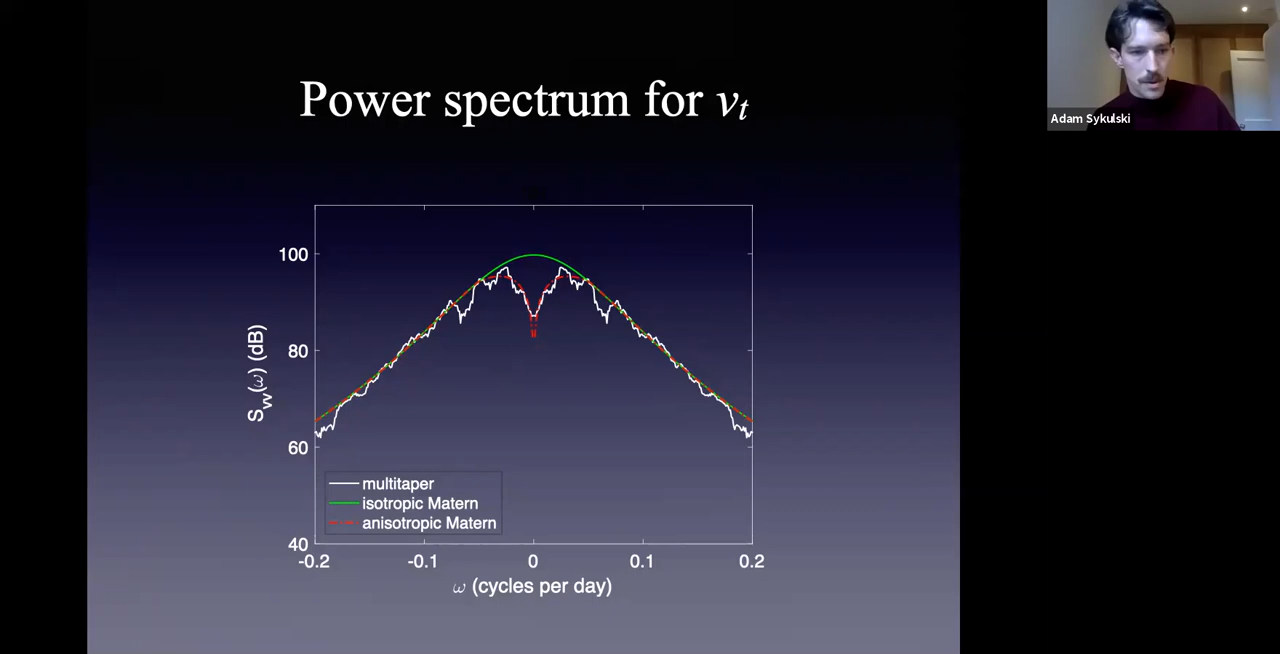 Power spectrum for vt
Adam Sykulski
100
80
60
40
Svv(ω) (dB)
multitaper
isotropic Matern
anisotropic Matern
-0.2 -0.1 0 0.1 0.2
ω (cycles per day)